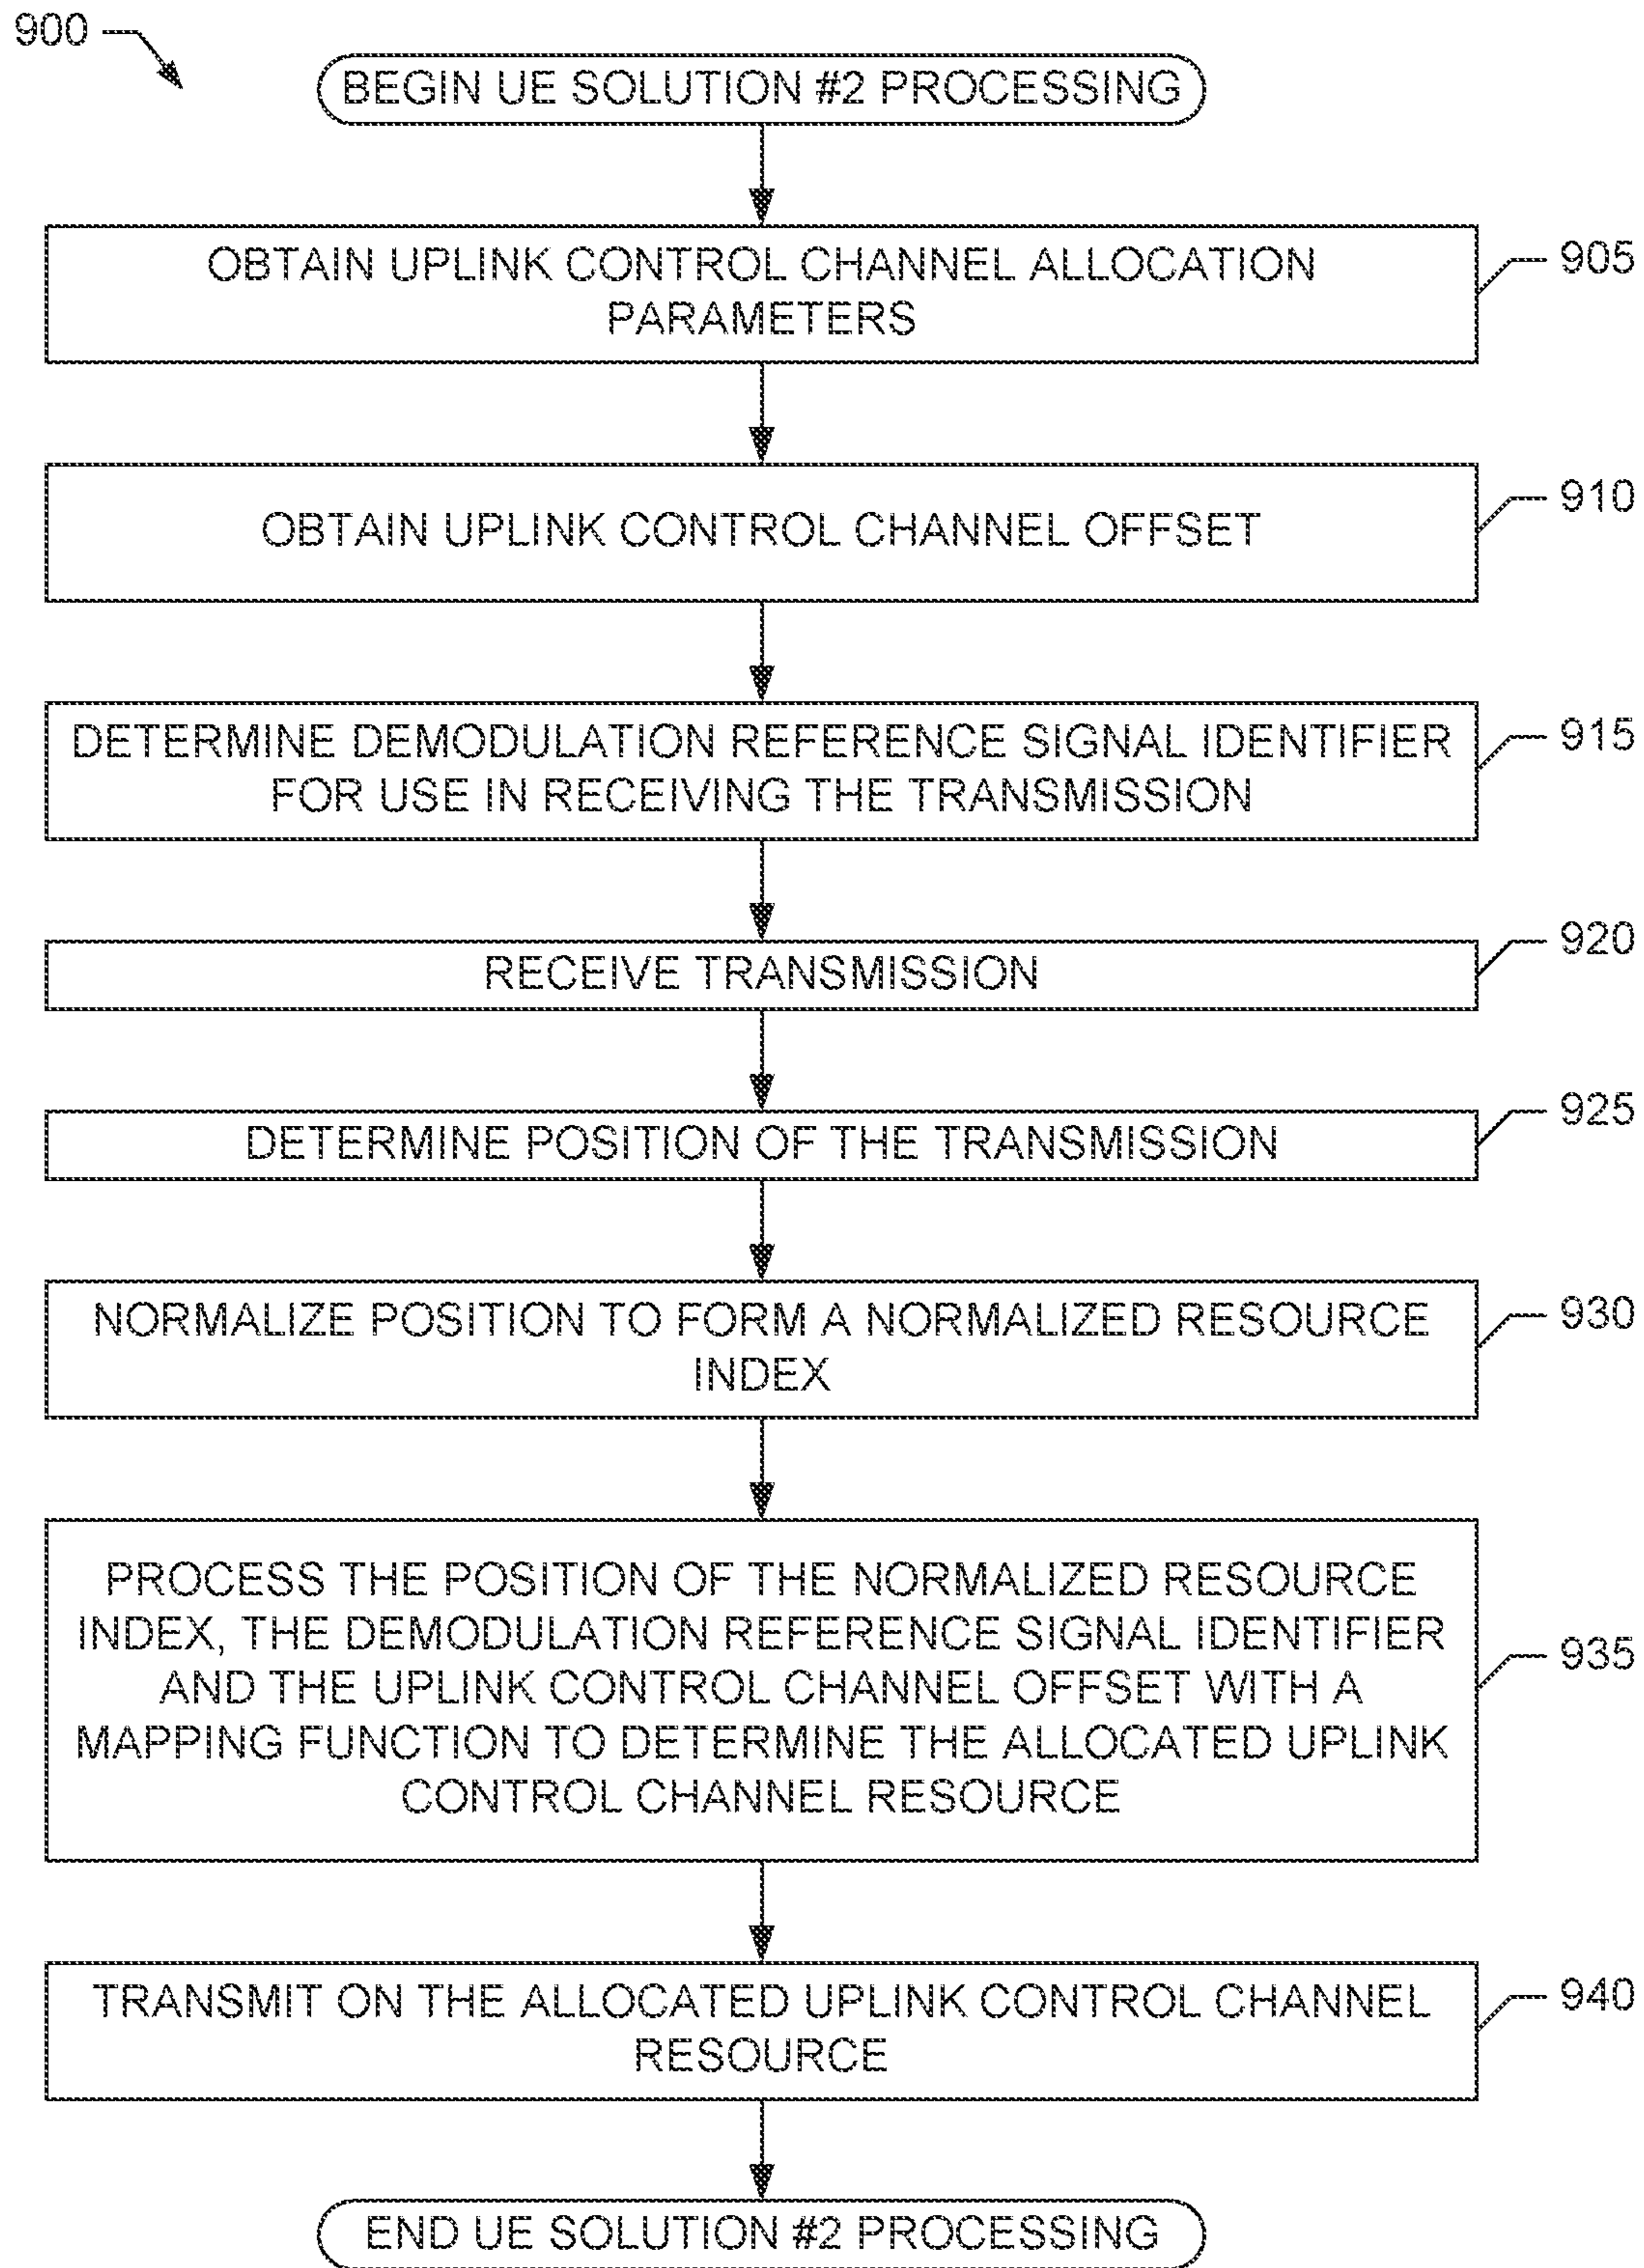 900
BEGIN UE SOLUTION #2 PROCESSING
OBTAIN UPLINK CONTROL CHANNEL ALLOCATION
PARAMETERS
905
OBTAIN UPLINK CONTROL CHANNEL OFFSET
910
DETERMINE DEMODULATION REFERENCE SIGNAL IDENTIFIER
FOR USE IN RECEIVING THE TRANSMISSION
915
RECEIVE TRANSMISSION
920
DETERMINE POSITION OF THE TRANSMISSION
925
NORMALIZE POSITION TO FORM A NORMALIZED RESOURCE
INDEX
930
PROCESS THE POSITION OF THE NORMALIZED RESOURCE
INDEX, THE DEMODULATION REFERENCE SIGNAL IDENTIFIER
AND THE UPLINK CONTROL CHANNEL OFFSET WITH A
MAPPING FUNCTION TO DETERMINE THE ALLOCATED UPLINK
CONTROL CHANNEL RESOURCE
935
TRANSMIT ON THE ALLOCATED UPLINK CONTROL CHANNEL
RESOURCE
940
END UE SOLUTION #2 PROCESSING